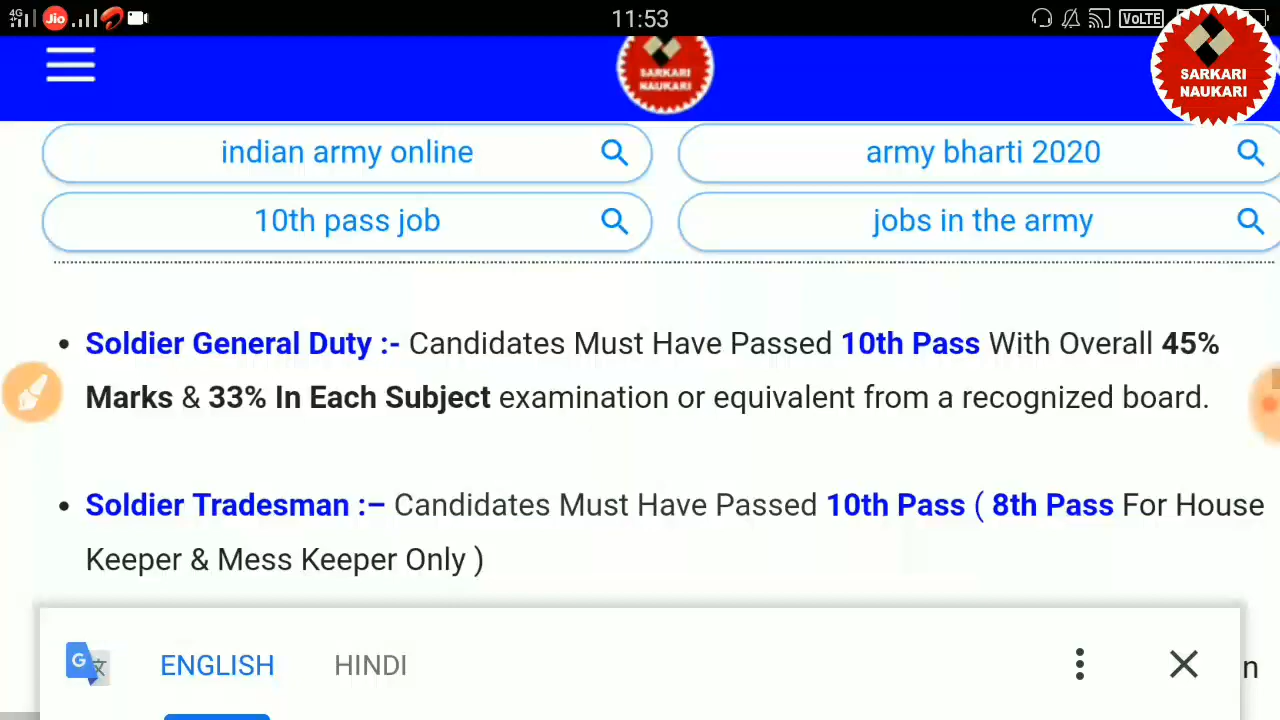 4G Jio 11:53 VoLTE
SARKARI
NAUKARI
SARKARI
NAUKARI
indian army online
army bharti 2020
10th pass job
jobs in the army
• Soldier General Duty :- Candidates Must Have Passed 10th Pass With Overall 45%
Marks & 33% In Each Subject examination or equivalent from a recognized board.
• Soldier Tradesman :– Candidates Must Have Passed 10th Pass ( 8th Pass For House
Keeper & Mess Keeper Only )
G ENGLISH HINDI
n